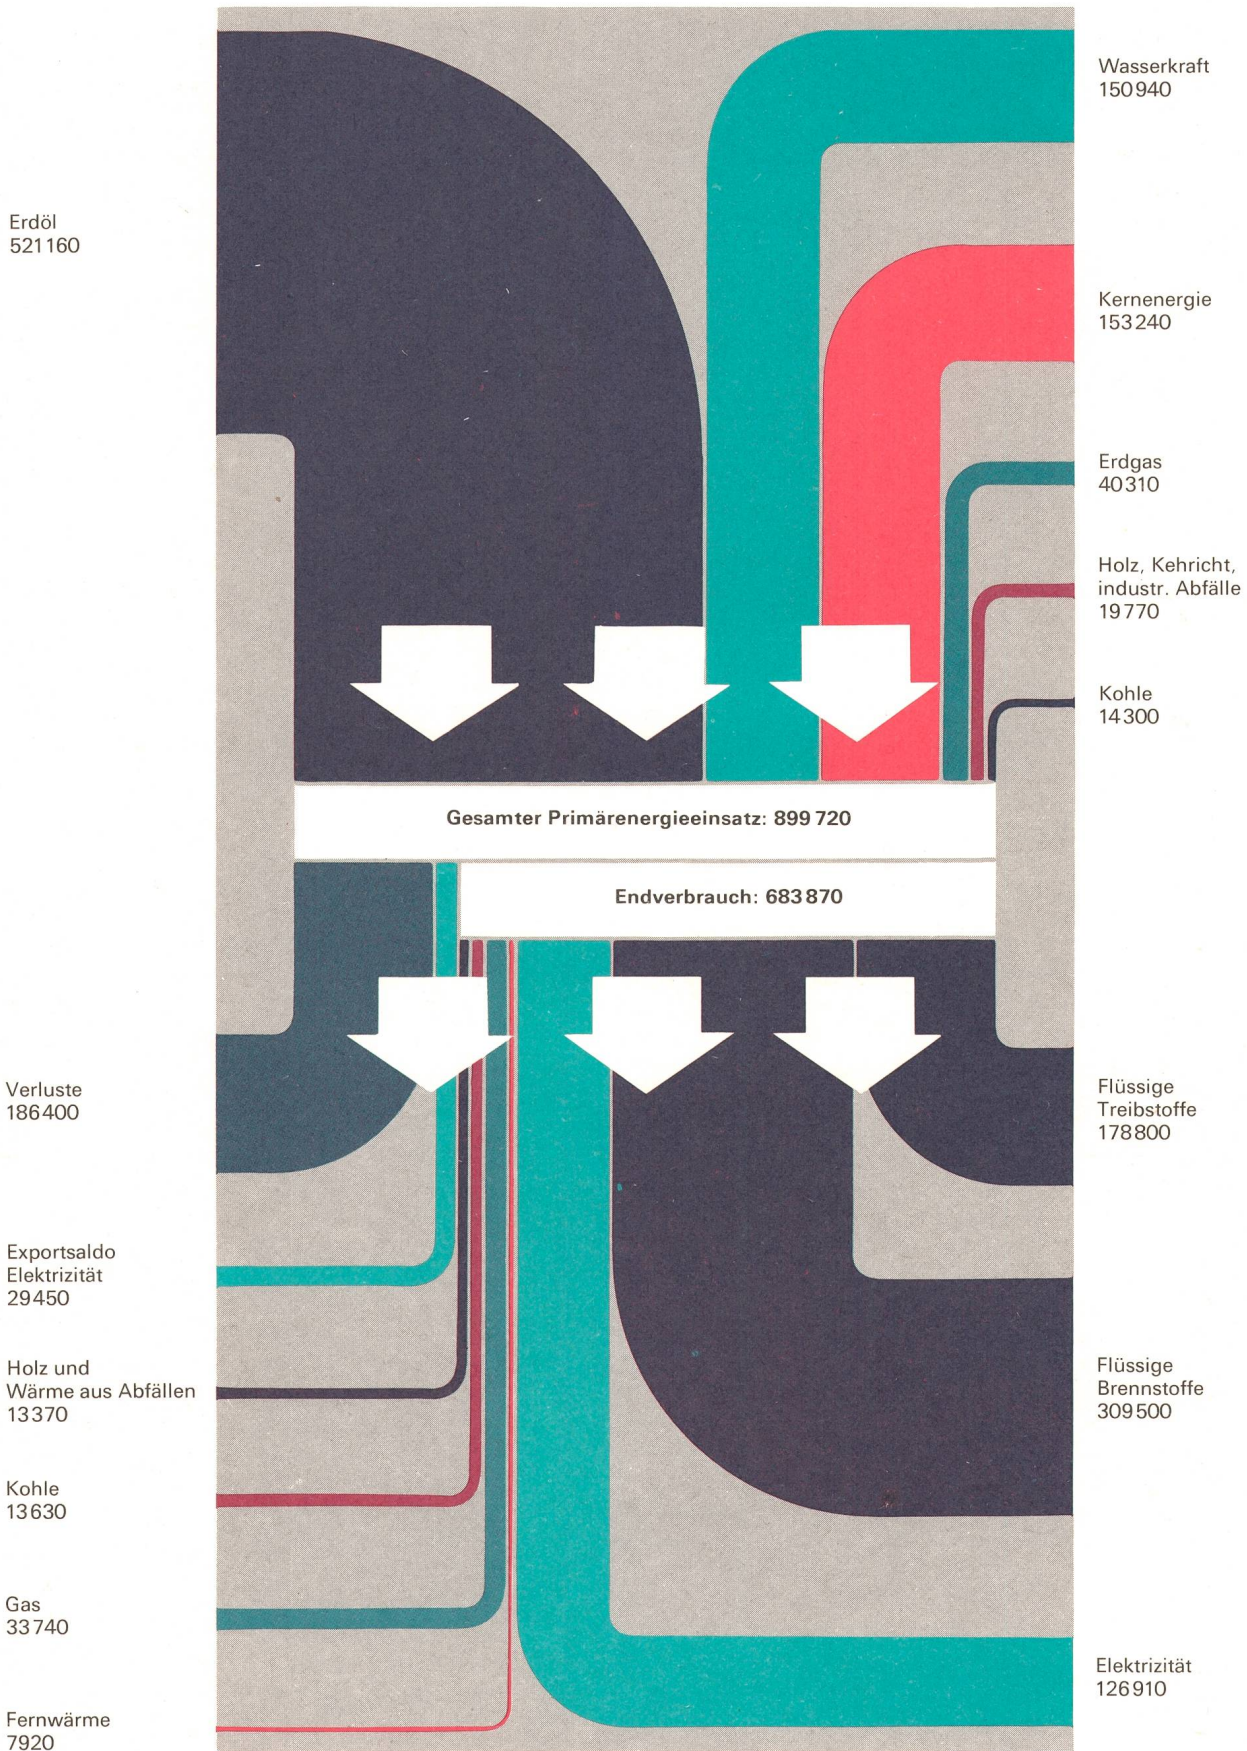 Erdöl
521160
Wasserkraft
150940
Kernenergie
153240
Erdgas
40310
Holz, Kehricht,
industr. Abfälle
19770
Kohle
14300
Gesamter Primärenergieeinsatz: 899720
Endverbrauch: 683870
Verluste
186400
Exportsaldo
Elektrizität
29450
Holz und
Wärme aus Abfällen
13370
Kohle
13630
Gas
33740
Fernwärme
7920
Flüssige
Treibstoffe
178800
Flüssige
Brennstoffe
309500
Elektrizität
126910